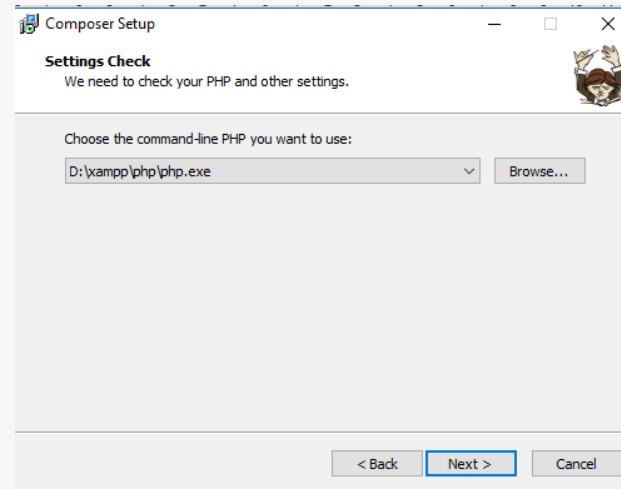 Composer Setup
Settings Check
We need to check your PHP and other settings.
Choose the command-line PHP you want to use:
D:\xampp\php\php.exe
Browse...
< Back
Next >
Cancel